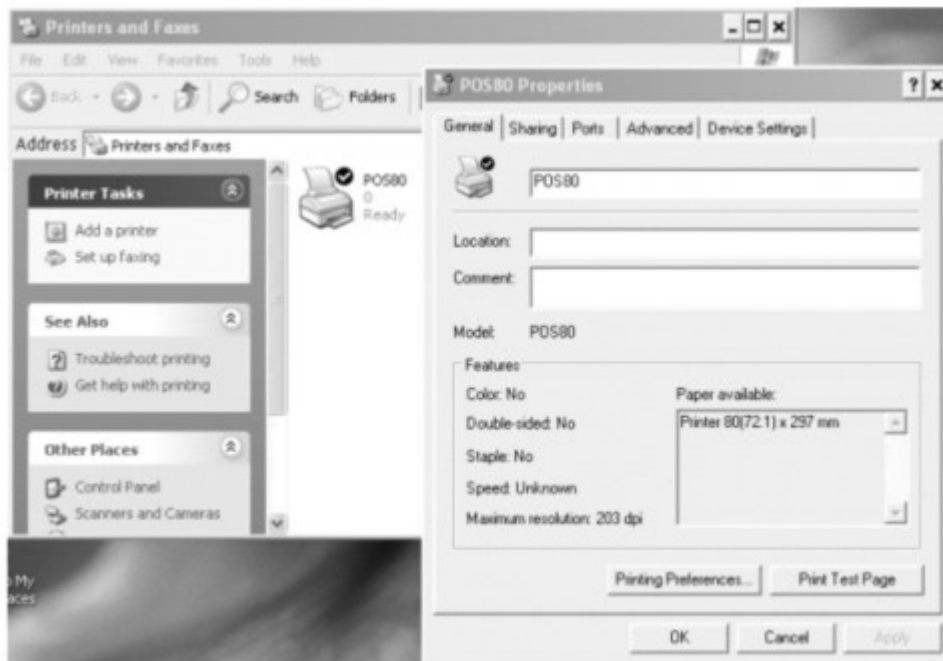 Printers and Faxes
File Edit View Favorites Tools Help
Back Search Folders
Address Printers and Faxes
Printer Tasks
Add a printer
Set up faxing
See Also
Troubleshoot printing
Get help with printing
Other Places
Control Panel
Scanners and Cameras
POS80
0
Ready
POS80 Properties
General Sharing Ports Advanced Device Settings
POS80
Location:
Comment:
Model: POS80
Features
Color: No
Double-sided: No
Staple: No
Speed: Unknown
Maximum resolution: 203 dpi
Paper available:
Printer 80(72.1) x 297 mm
Printing Preferences... Print Test Page
OK Cancel Apply
My
aces